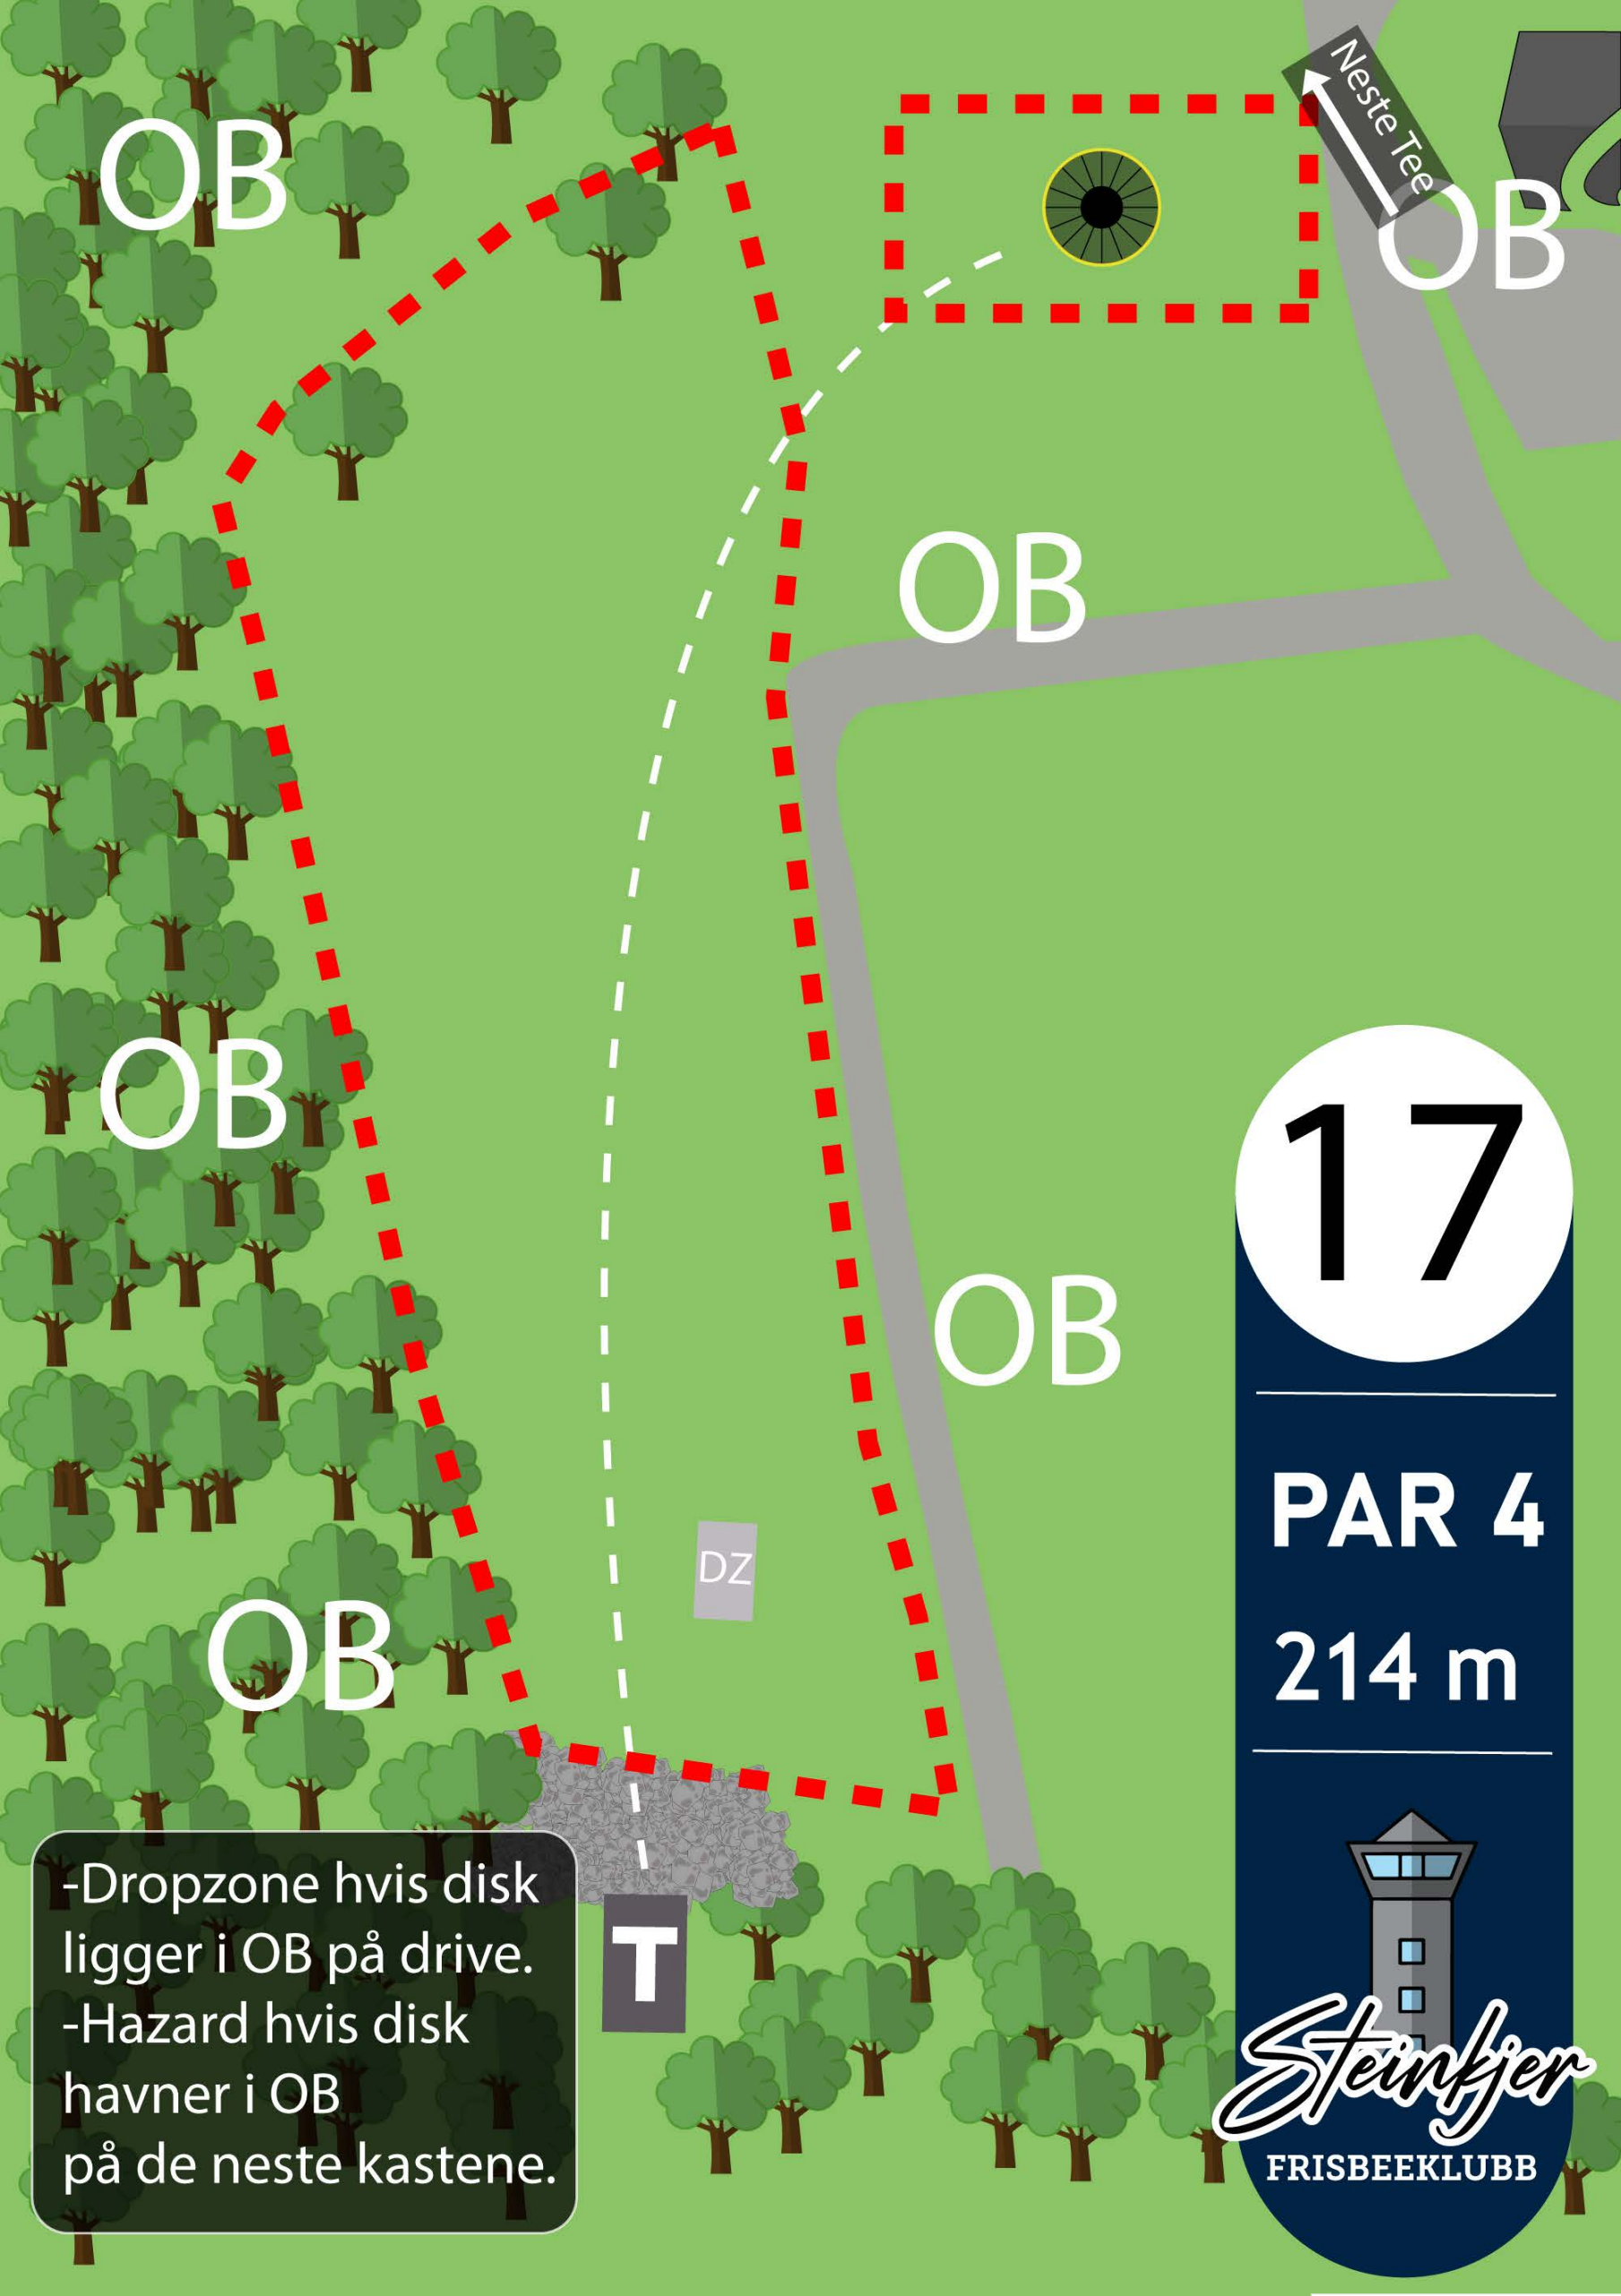 Neste Tee
OB
OB
OB
OB
OB
OB
17
PAR 4
214 m
DZ
T
-Dropzone hvis disk
ligger i OB på drive.
-Hazard hvis disk
havner i OB
på de neste kastene.
Steinkjer
FRISBEEKLUBB